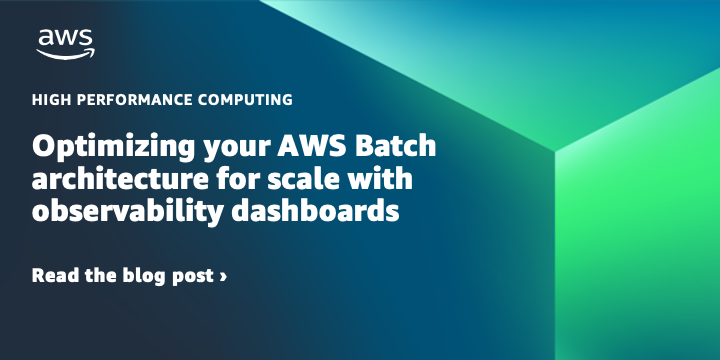 aws
HIGH PERFORMANCE COMPUTING
Optimizing your AWS Batch
architecture for scale with
observability dashboards
Read the blog post ›